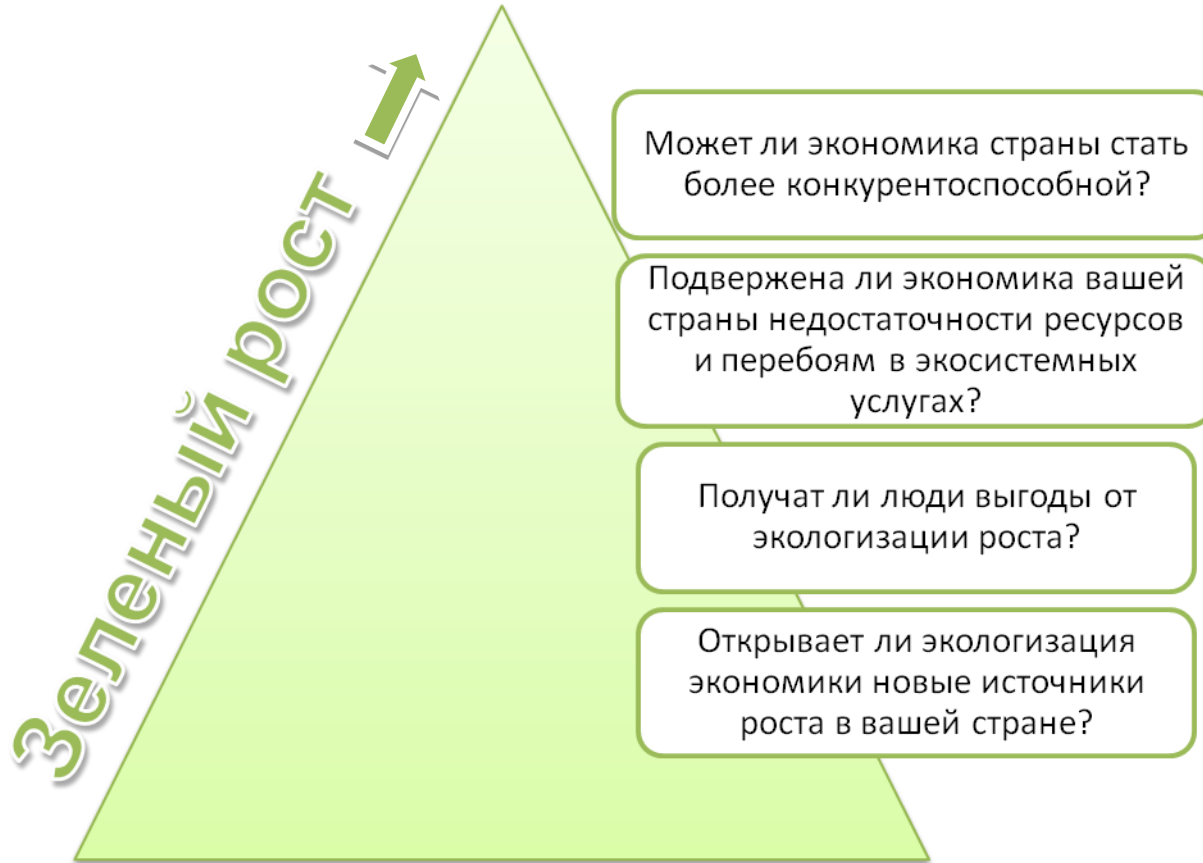 Зеленый рост
Может ли экономика страны стать
более конкурентоспособной?
Подвержена ли экономика вашей
страны недостаточности ресурсов
и перебоям в экосистемных
услугах?
Получат ли люди выгоды от
экологизации роста?
Открывает ли экологизация
экономики новые источники
роста в вашей стране?